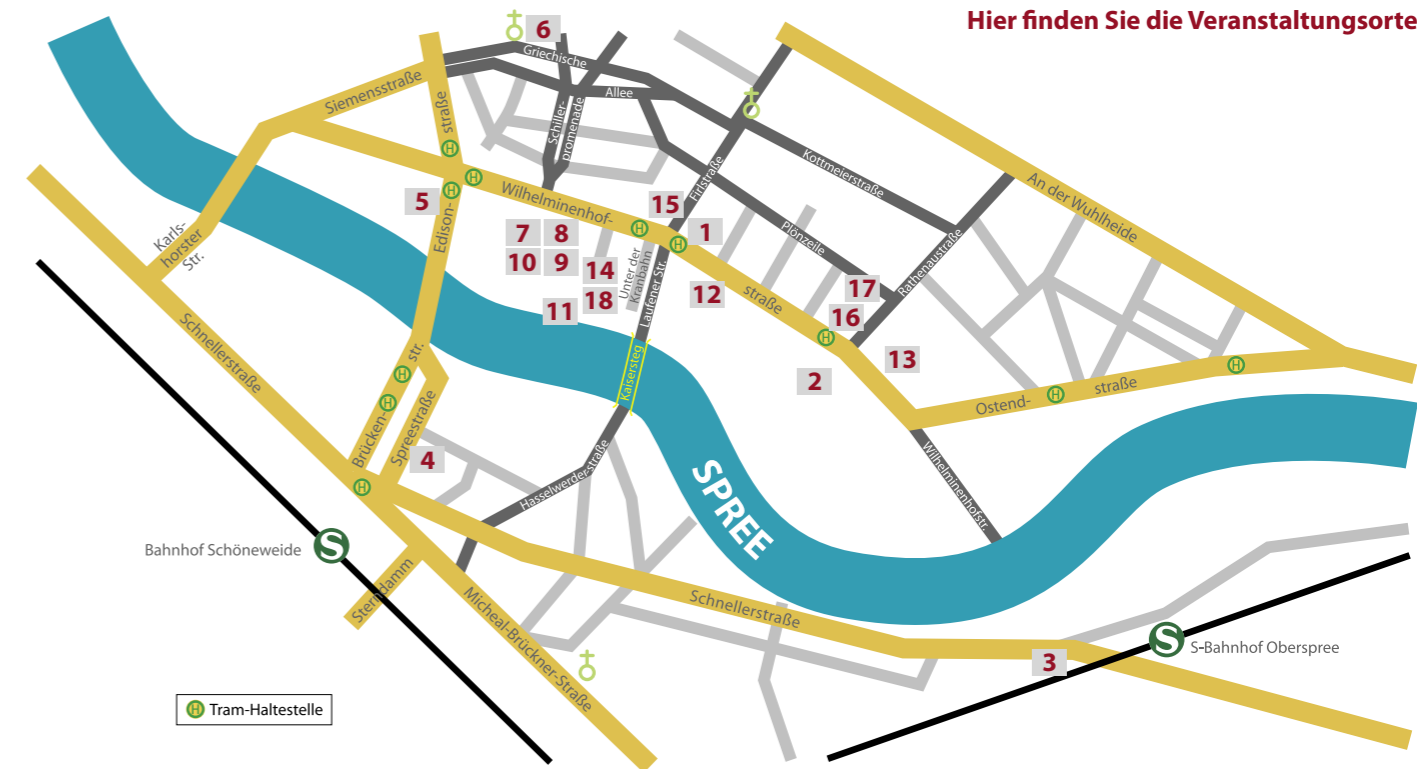 Hier finden Sie die Veranstaltungsorte
6
Griechische
Allee
Siemensstraße
Schiller-
promenade
Firlstraße
Kottmeierstraße
An der Wuhlheide
Edison-
straße
5
Wilhelminenhof-
straße
15
1
Plönzeile
Rathenaustraße
Karls-
horster
Str.
7
8
10
9
14
18
11
Unter der
Kranbahn
Laufener Str.
12
17
16
2
13
Kaisersteg
Ostend-
straße
Schnellerstraße
Brücken-
str.
Spreestraße
4
Hasselwerder-straße
SPREE
Wilhelminenhofstr.
Bahnhof Schöneweide
S
Sterndamm
Micheal-Brückner-Straße
Schnellerstraße
3
S
S-Bahnhof Oberspree
H
H
H
H
H
H
H
H
H
H
H
H Tram-Haltestelle